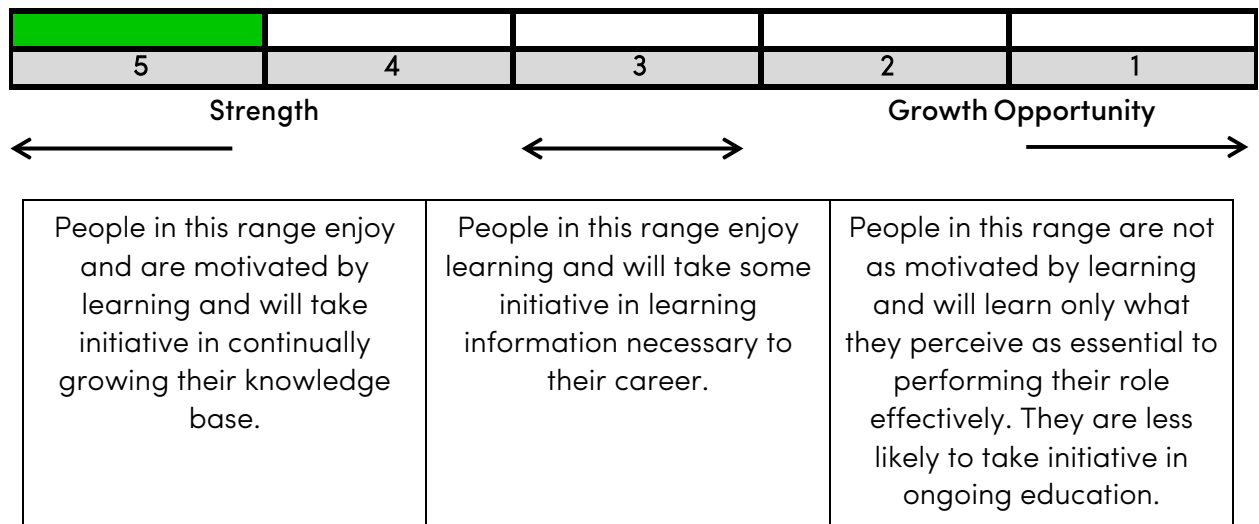 5 4 3 2 1
Strength Growth Opportunity
People in this range enjoy
and are motivated by
learning and will take
initiative in continually
growing their knowledge
base.
People in this range enjoy
learning and will take some
initiative in learning
information necessary to
their career.
People in this range are not
as motivated by learning
and will learn only what
they perceive as essential to
performing their role
effectively. They are less
likely to take initiative in
ongoing education.